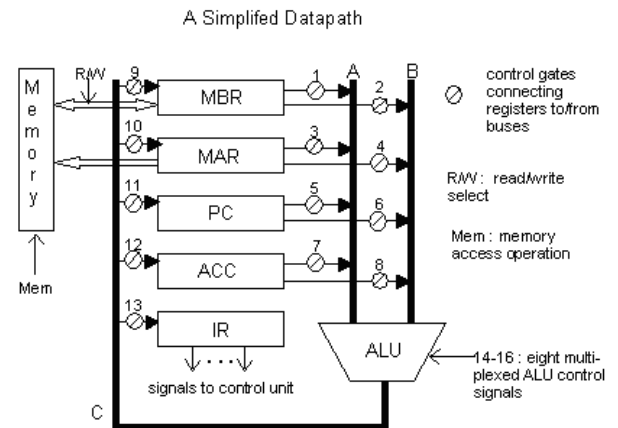 A Simplifed Datapath
Memory
R/W
9
MBR
1
A
B
2
control gates
connecting
registers to/from
buses
10
MAR
3
4
R/W : read/write
select
11
PC
5
6
Mem : memory
access operation
12
ACC
7
8
Mem
13
IR
ALU
14-16 : eight multi-
plexed ALU control
signals
signals to control unit
C